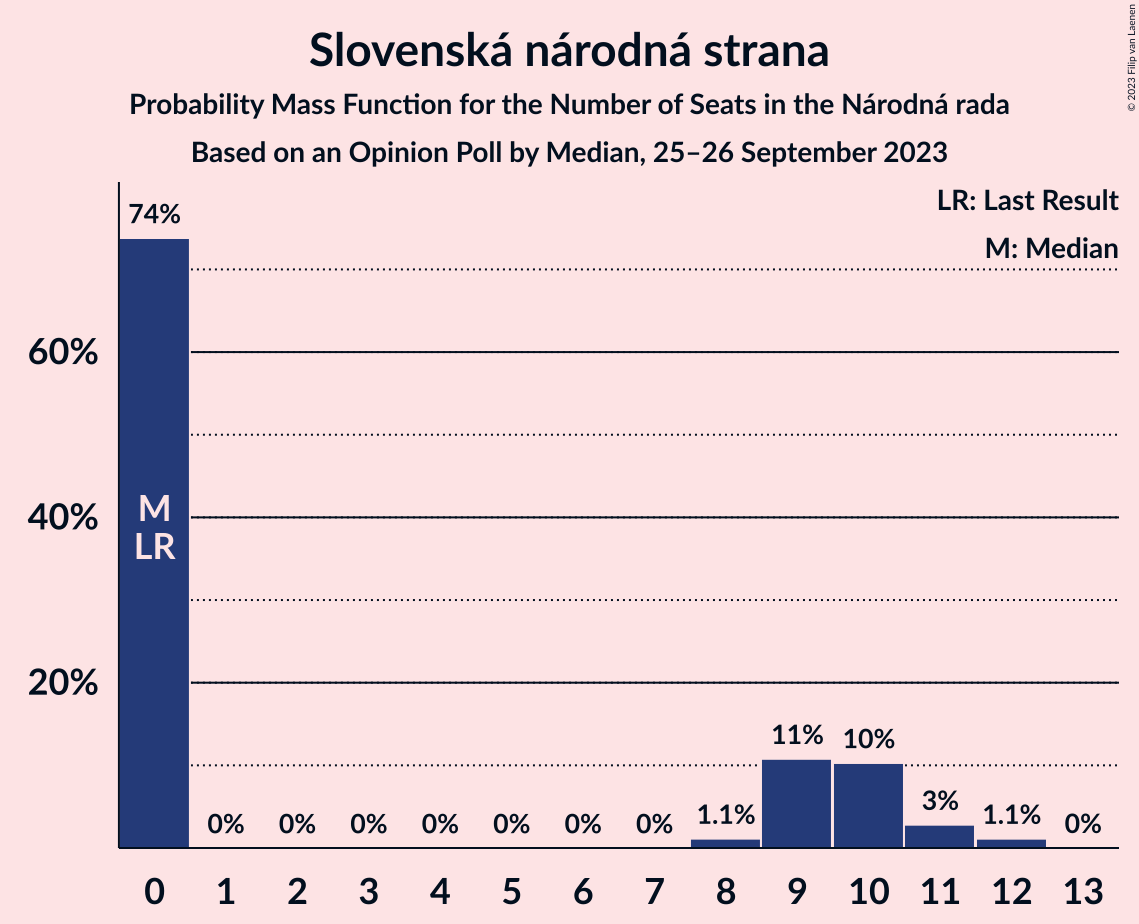 Slovenská národná strana
Probability Mass Function for the Number of Seats in the Národná rada
Based on an Opinion Poll by Median, 25–26 September 2023
© 2023 Filip van Laenen
LR: Last Result
M: Median
60%
40%
20%
74%
M
LR
0%
0%
0%
0%
0%
0%
0%
1.1%
11%
10%
3%
1.1%
0%
0 1 2 3 4 5 6 7 8 9 10 11 12 13